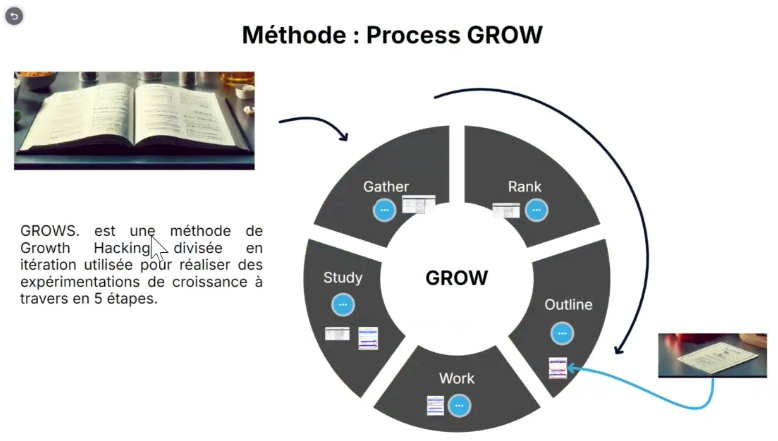 Méthode : Process GROW
GROWS. est une méthode de
Growth Hacking divisée en
itération utilisée pour réaliser des
expérimentations de croissance à
travers en 5 étapes.
Gather
Rank
Study
GROW
Outline
Work